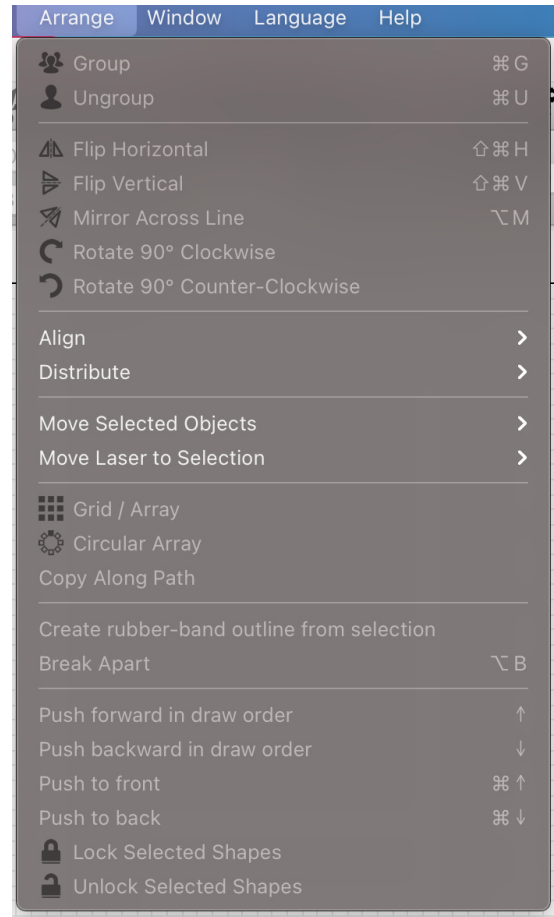 Arrange Window Language Help
Group ⌘ G
Ungroup ⌘ U
Flip Horizontal ⇧ ⌘ H
Flip Vertical ⇧ ⌘ V
Mirror Across Line ⌥ M
Rotate 90° Clockwise
Rotate 90° Counter-Clockwise
Align
Distribute
Move Selected Objects
Move Laser to Selection
Grid / Array
Circular Array
Copy Along Path
Create rubber-band outline from selection
Break Apart ⌥ B
Push forward in draw order ↑
Push backward in draw order ↓
Push to front ⌘ ↑
Push to back ⌘ ↓
Lock Selected Shapes
Unlock Selected Shapes